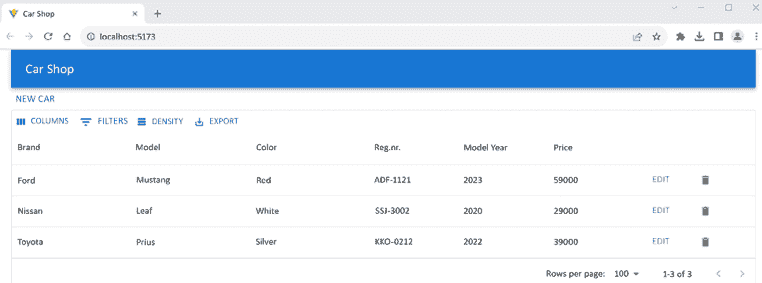 Car Shop
localhost:5173
Car Shop
NEW CAR
COLUMNS FILTERS DENSITY EXPORT
Brand Model Color Reg.nr. Model Year Price
Ford Mustang Red ADF-1121 2023 59000 EDIT
Nissan Leaf White SSJ-3002 2020 29000 EDIT
Toyota Prius Silver KKO-0212 2022 39000 EDIT
Rows per page: 100 1-3 of 3